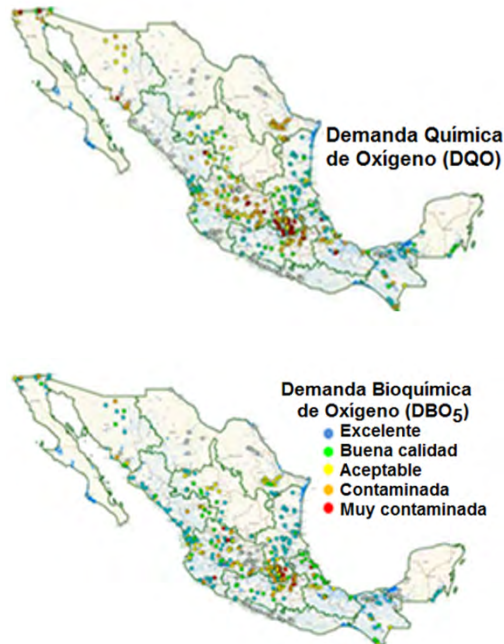 Demanda Química
de Oxígeno (DQO)
Demanda Bioquímica
de Oxígeno (DBO5)
Excelente
Buena calidad
Aceptable
Contaminada
Muy contaminada